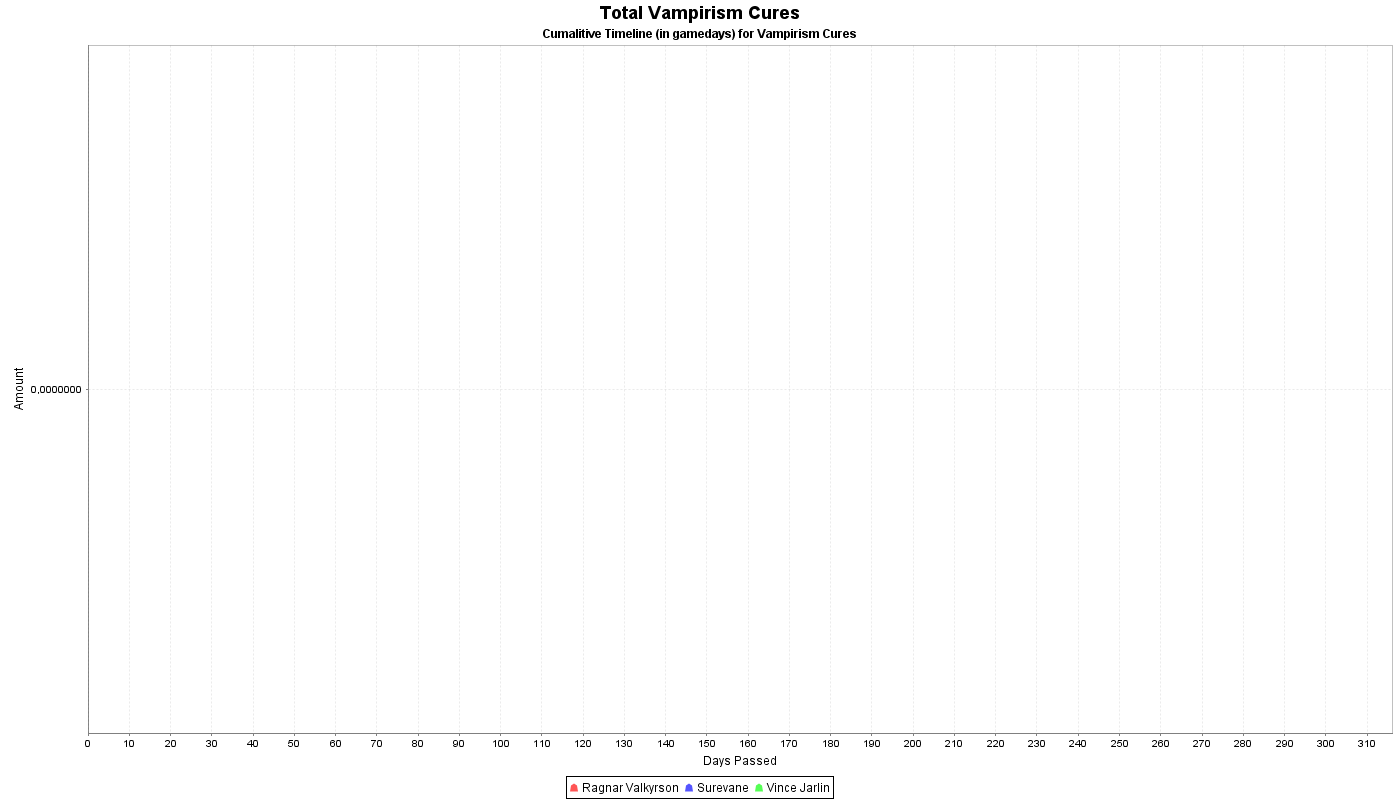 Total Vampirism Cures
Cumalitive Timeline (in gamedays) for Vampirism Cures
Amount
0,0000000
0 10 20 30 40 50 60 70 80 90 100 110 120 130 140 150 160 170 180 190 200 210 220 230 240 250 260 270 280 290 300 310
Days Passed
Ragnar Valkyrson Surevane Vince Jarlin